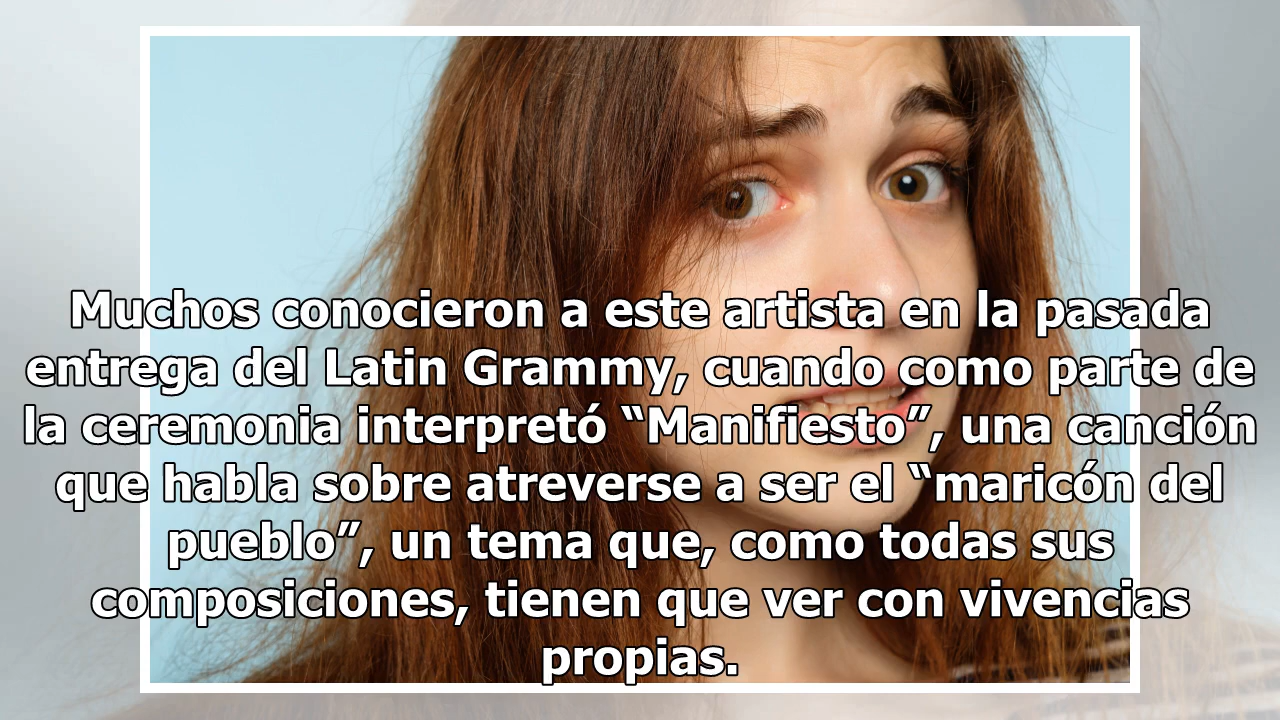 Muchos conocieron a este artista en la pasada
entrega del Latin Grammy, cuando como parte de
la ceremonia interpretó “Manifiesto”, una canción
que habla sobre atreverse a ser el “maricón del
pueblo”, un tema que, como todas sus
composiciones, tienen que ver con vivencias
propias.